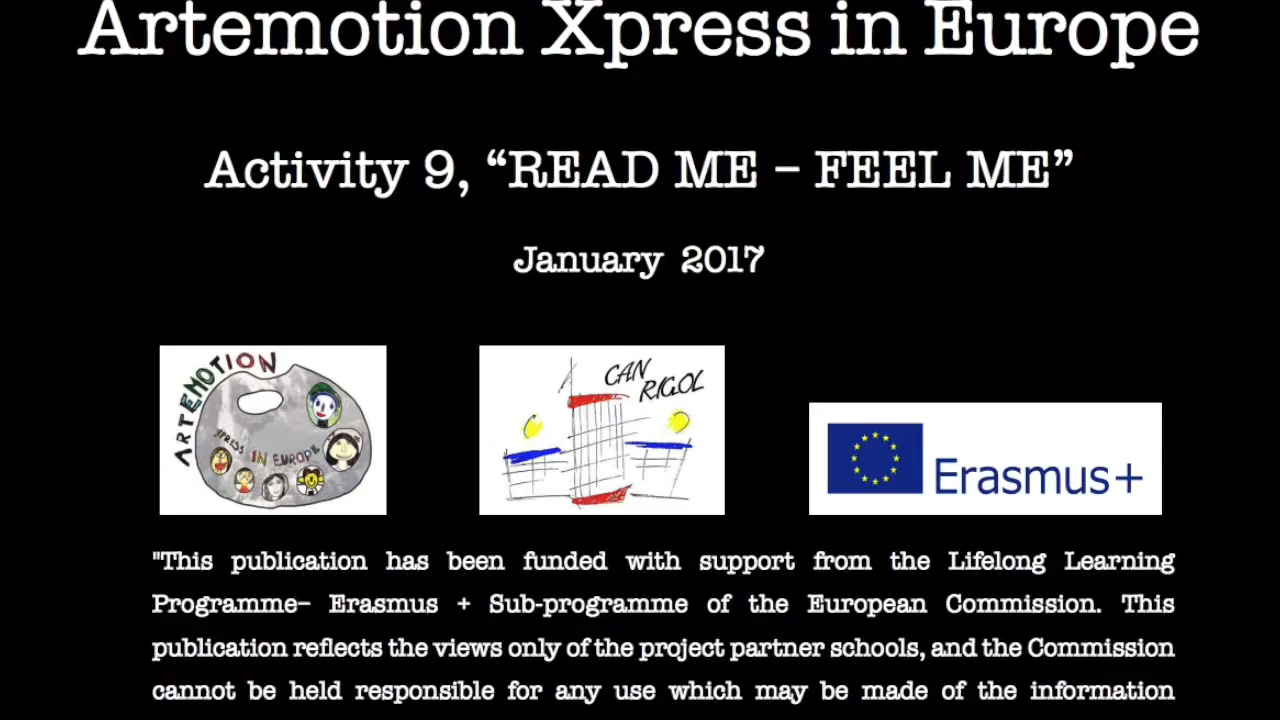 Artemotion Xpress in Europe
Activity 9, “READ ME – FEEL ME”
January 2017
ARTEMOTION
XPRESS IN EUROPE
CAN
RIGOL
Erasmus+
"This publication has been funded with support from the Lifelong Learning
Programme– Erasmus + Sub-programme of the European Commission. This
publication reflects the views only of the project partner schools, and the Commission
cannot be held responsible for any use which may be made of the information